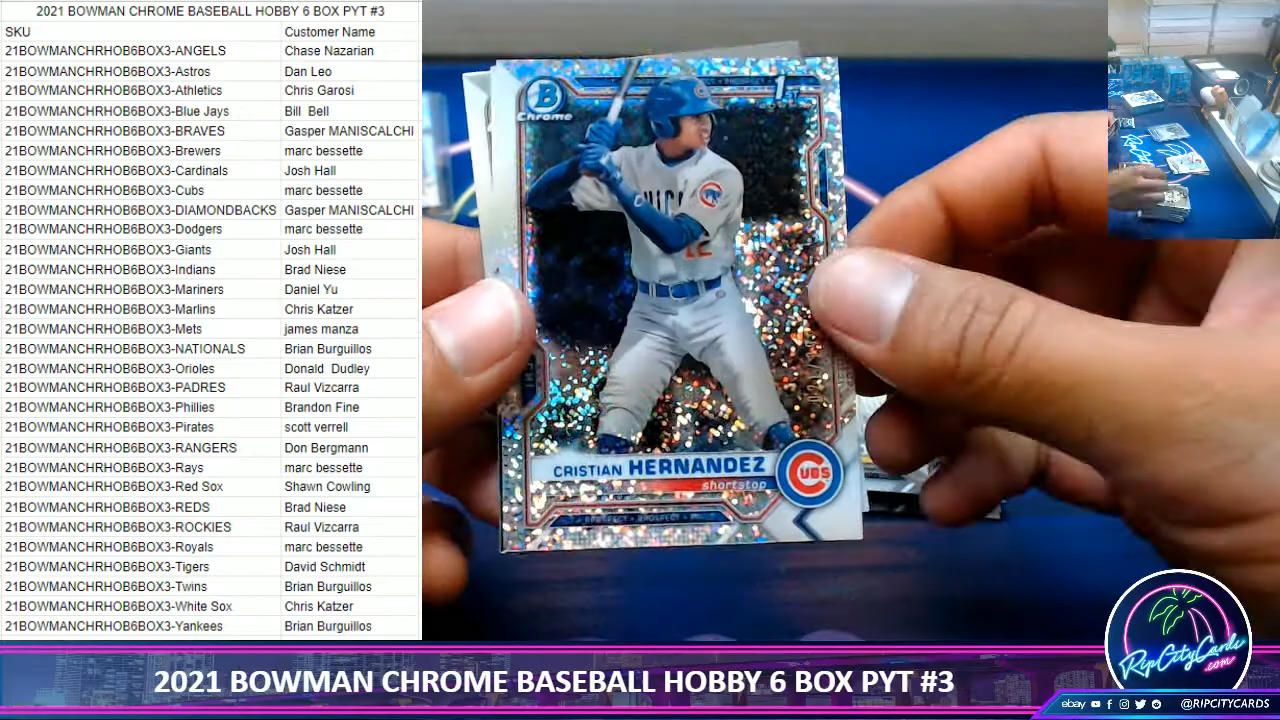 2021 BOWMAN CHROME BASEBALL HOBBY 6 BOX PYT #3
SKU Customer Name
21BOWMANCHRHOB6BOX3-ANGELS Chase Nazarian
21BOWMANCHRHOB6BOX3-Astros Dan Leo
21BOWMANCHRHOB6BOX3-Athletics Chris Garosi
21BOWMANCHRHOB6BOX3-Blue Jays Bill Bell
21BOWMANCHRHOB6BOX3-BRAVES Gasper MANISCALCHI
21BOWMANCHRHOB6BOX3-Brewers marc bessette
21BOWMANCHRHOB6BOX3-Cardinals Josh Hall
21BOWMANCHRHOB6BOX3-Cubs marc bessette
21BOWMANCHRHOB6BOX3-DIAMONDBACKS Gasper MANISCALCHI
21BOWMANCHRHOB6BOX3-Dodgers marc bessette
21BOWMANCHRHOB6BOX3-Giants Josh Hall
21BOWMANCHRHOB6BOX3-Indians Brad Niese
21BOWMANCHRHOB6BOX3-Mariners Daniel Yu
21BOWMANCHRHOB6BOX3-Marlins Chris Katzer
21BOWMANCHRHOB6BOX3-Mets james manza
21BOWMANCHRHOB6BOX3-NATIONALS Brian Burguillos
21BOWMANCHRHOB6BOX3-Orioles Donald Dudley
21BOWMANCHRHOB6BOX3-PADRES Raul Vizcarra
21BOWMANCHRHOB6BOX3-Phillies Brandon Fine
21BOWMANCHRHOB6BOX3-Pirates scott verrell
21BOWMANCHRHOB6BOX3-RANGERS Don Bergmann
21BOWMANCHRHOB6BOX3-Rays marc bessette
21BOWMANCHRHOB6BOX3-Red Sox Shawn Cowling
21BOWMANCHRHOB6BOX3-REDS Brad Niese
21BOWMANCHRHOB6BOX3-ROCKIES Raul Vizcarra
21BOWMANCHRHOB6BOX3-Royals marc bessette
21BOWMANCHRHOB6BOX3-Tigers David Schmidt
21BOWMANCHRHOB6BOX3-Twins Brian Burguillos
21BOWMANCHRHOB6BOX3-White Sox Chris Katzer
21BOWMANCHRHOB6BOX3-Yankees Brian Burguillos
B
Chrome
1ST
12
CRISTIAN HERNANDEZ
shortstop
CUBS
PROSPECT • PROSPECT
RipCityCards
.com
2021 BOWMAN CHROME BASEBALL HOBBY 6 BOX PYT #3
ebay @RIPCITYCARDS